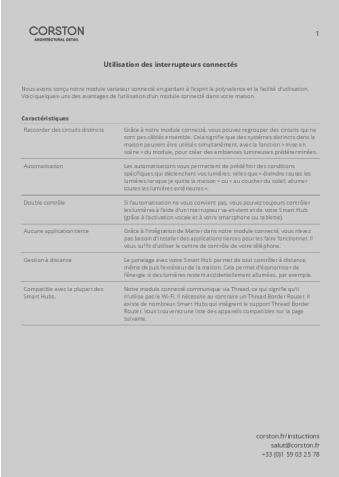 CORSTON
ARCHITECTURAL DETAIL
1
Utilisation des interrupteurs connectés
Nous avons conçu notre module variateur connecté en gardant à l'esprit la polyvalence et la facilité d'utilisation.
Voici quelques-uns des avantages de l'utilisation d'un module connecté dans votre maison.
Caractéristiques
Raccorder des circuits distincts
Grâce à notre module connecté, vous pouvez regrouper des circuits qui ne
sont pas câblés ensemble. Cela signifie que des systèmes distincts dans la
maison peuvent être utilisés simultanément, avec la fonction « mise en
scène » du module, pour créer des ambiances lumineuses prédéterminées.
Automatisation
Les automatisations vous permettent de prédéfinir des conditions
spécifiques qui déclenchent vos lumières, telles que « éteindre toutes les
lumières lorsque je quitte la maison » ou « au coucher du soleil, allumer
toutes les lumières extérieures ».
Double contrôle
Si l'automatisation ne vous convient pas, vous pouvez toujours contrôler
les lumières à l'aide d'un interrupteur va-et-vient et de votre Smart Hub
(grâce à l'activation vocale et à votre smartphone ou tablette).
Aucune application tierce
Grâce à l'intégration de Matter dans notre module connecté, vous n'avez
pas besoin d'installer des applications tierces pour les faire fonctionner. Il
vous suffit d'utiliser le centre de contrôle de votre téléphone.
Gestion à distance
Le jumelage avec votre Smart Hub permet de tout contrôler à distance,
même depuis l'extérieur de la maison. Cela permet d'économiser de
l'énergie si des lumières restent accidentellement allumées, par exemple.
Compatible avec la plupart des
Smart Hubs.
Notre module connecté communique via Thread, ce qui signifie qu'il
n'utilise pas le Wi-Fi. Il nécessite au contraire un Thread Border Router. Il
existe de nombreux Smart Hubs qui intègrent le support Thread Border
Router. Vous trouverez une liste des appareils compatibles sur la page
suivante.
corston.fr/instuctions
salut@corston.fr
+33 (0)1 59 03 25 78